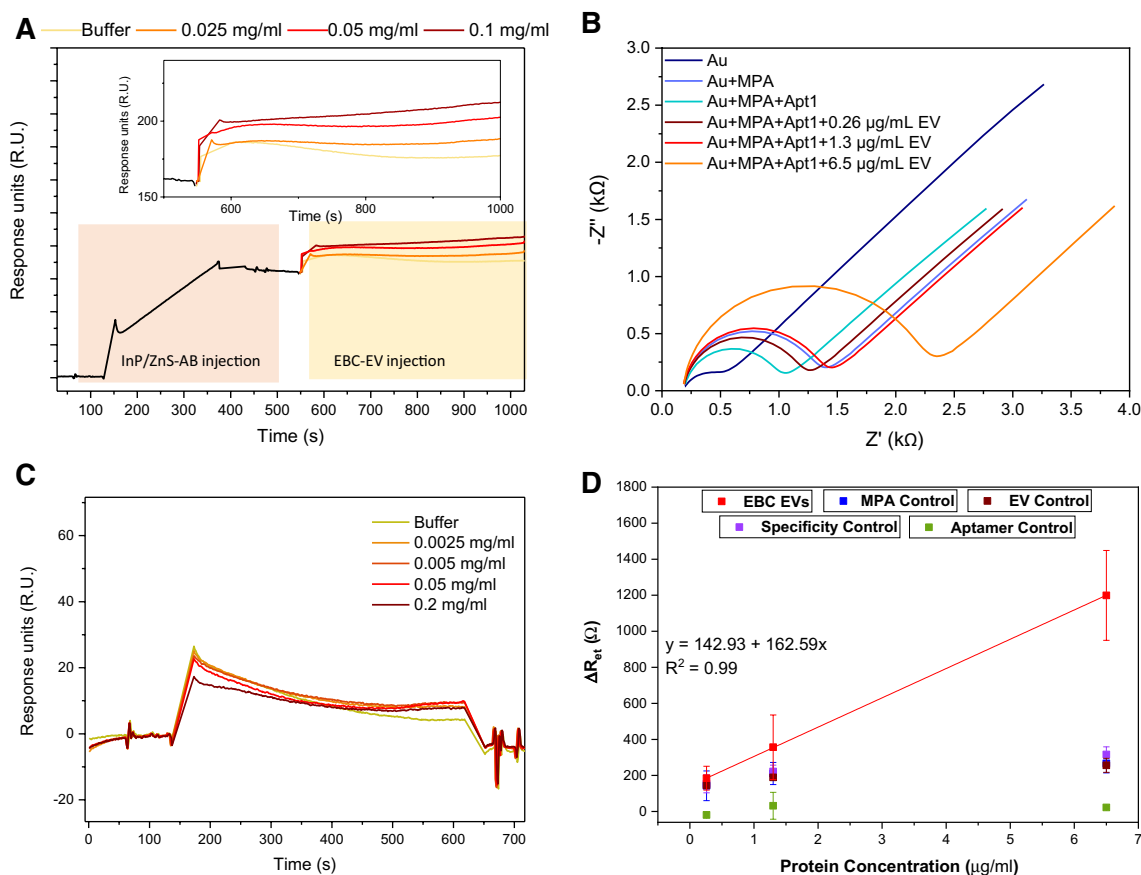 A
Buffer 0.025 mg/ml 0.05 mg/ml 0.1 mg/ml
Response units (R.U.)
Response units (R.U.)
200
150
600 800 1000
Time (s)
InP/ZnS-AB injection
EBC-EV injection
100 200 300 400 500 600 700 800 900 1000
Time (s)
B
-Z'' (kΩ)
3.0
2.5
2.0
1.5
1.0
0.5
0.0
Au
Au+MPA
Au+MPA+Apt1
Au+MPA+Apt1+0.26 µg/mL EV
Au+MPA+Apt1+1.3 µg/mL EV
Au+MPA+Apt1+6.5 µg/mL EV
0.0 0.5 1.0 1.5 2.0 2.5 3.0 3.5 4.0
Z' (kΩ)
C
Response units (R.U.)
60
40
20
0
-20
Buffer
0.0025 mg/ml
0.005 mg/ml
0.05 mg/ml
0.2 mg/ml
0 100 200 300 400 500 600 700
Time (s)
D
ΔRet (Ω)
1800
1600
1400
1200
1000
800
600
400
200
0
EBC EVs MPA Control EV Control
Specificity Control Aptamer Control
y = 142.93 + 162.59x
R² = 0.99
0 1 2 3 4 5 6 7
Protein Concentration (µg/ml)